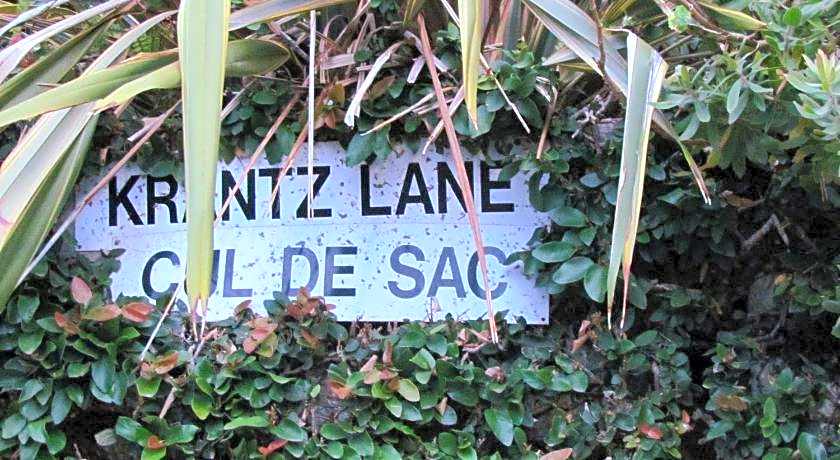 KRANTZ LANE
CUL DE SAC